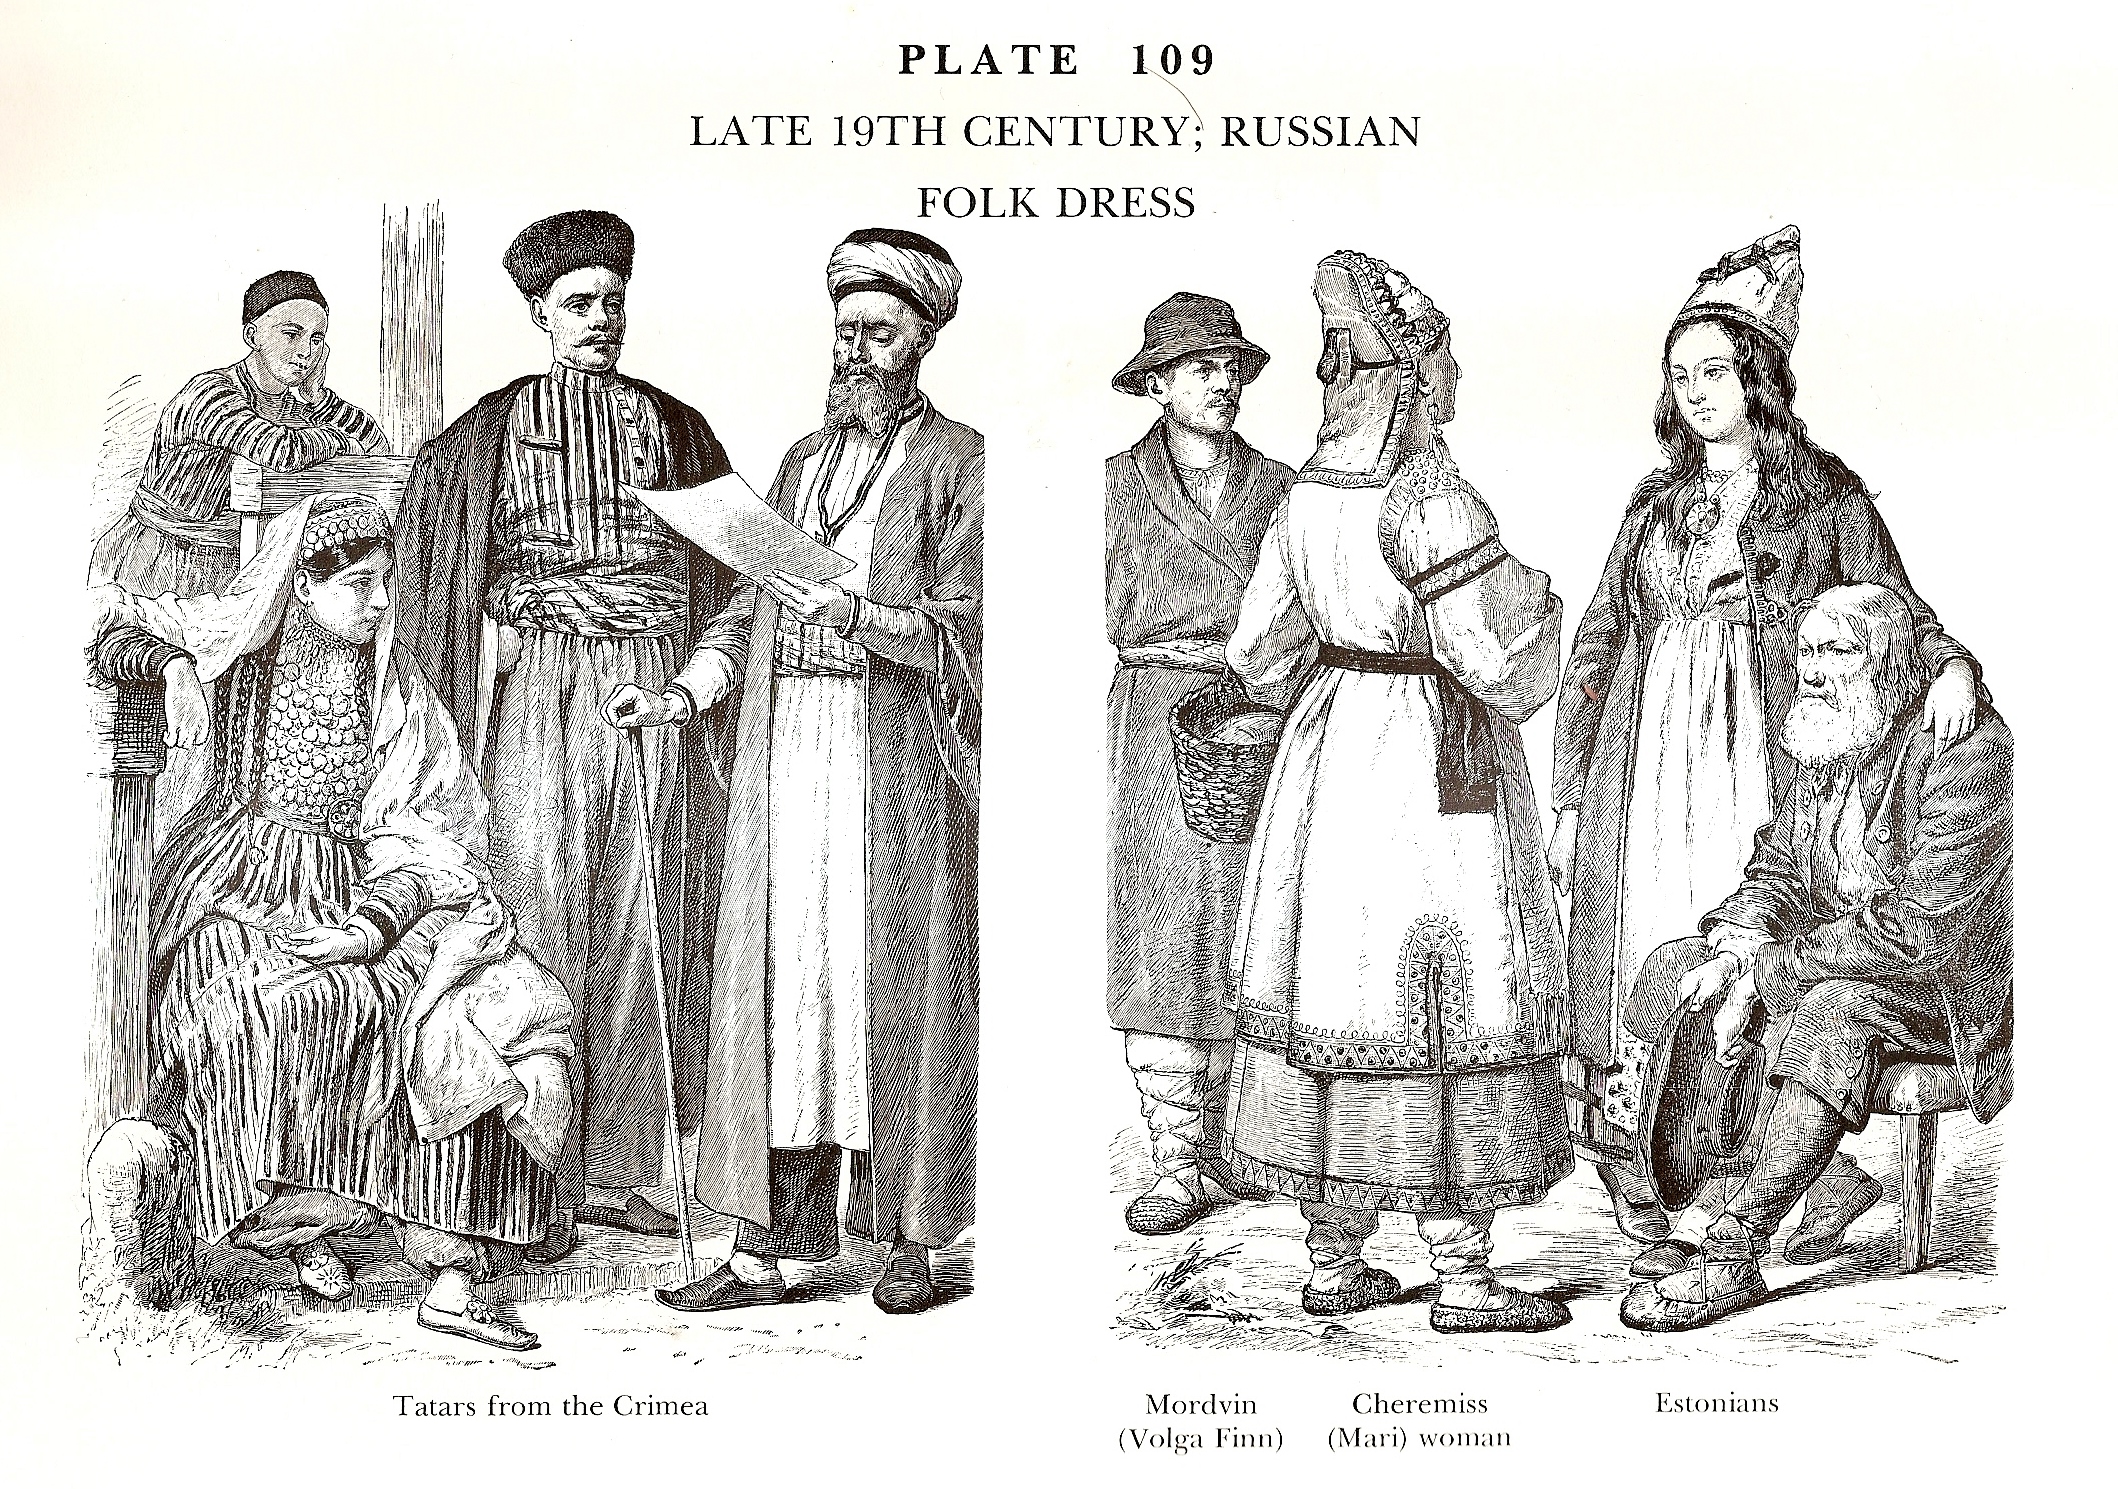 PLATE 109
LATE 19TH CENTURY; RUSSIAN
FOLK DRESS
Tatars from the Crimea
Mordvin
(Volga Finn)
Cheremiss
(Mari) woman
Estonians